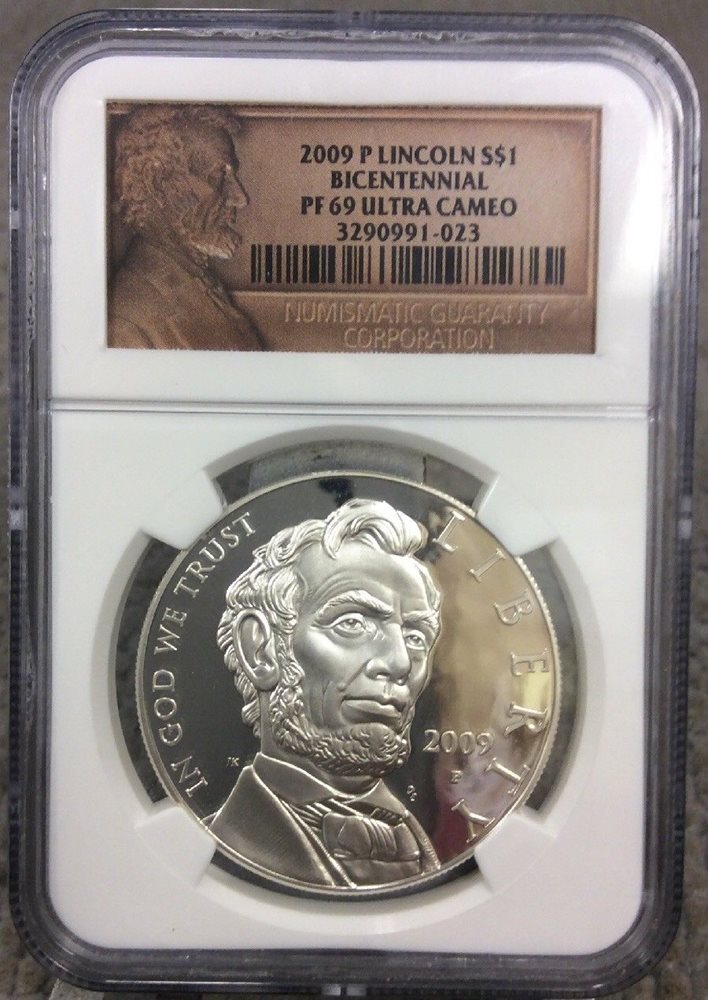 2009 P LINCOLN S$1
BICENTENNIAL
PF 69 ULTRA CAMEO
3290991-023
NUMISMATIC GUARANTY
CORPORATION
IN GOD WE TRUST
LIBERTY
2009
P
JK